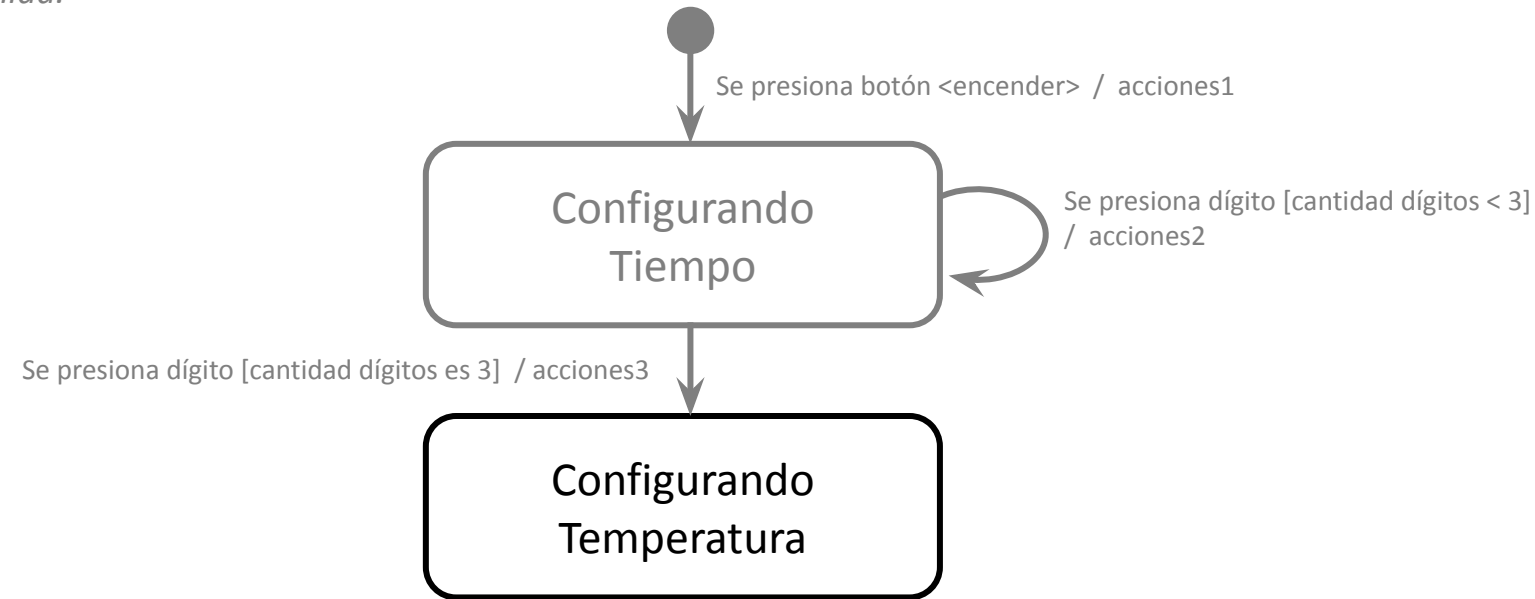 Se presiona botón <encender> / acciones1
Configurando
Tiempo
Se presiona dígito [cantidad dígitos < 3]
/ acciones2
Se presiona dígito [cantidad dígitos es 3] / acciones3
Configurando
Temperatura